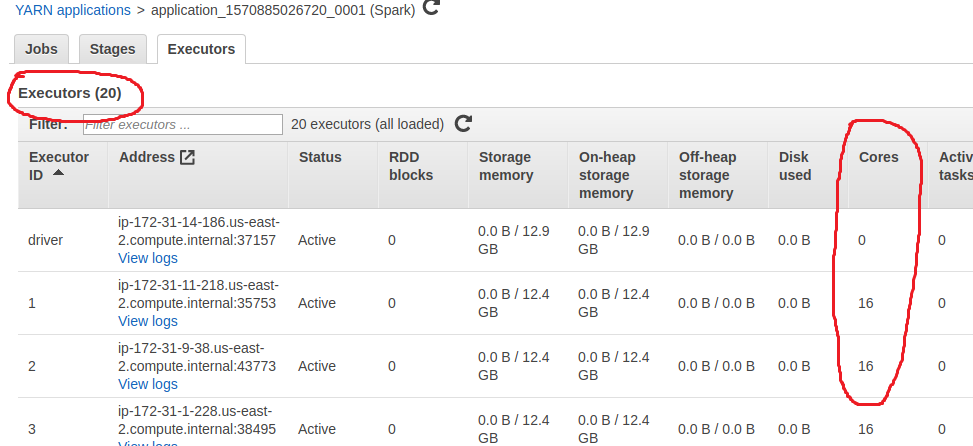 YARN applications > application_1570885026720_0001 (Spark)
Jobs Stages Executors
Executors (20)
Filter: Filter executors ... 20 executors (all loaded)
Executor ID Address Status RDD blocks Storage memory On-heap storage memory Off-heap storage memory Disk used Cores Activ tasks
driver ip-172-31-14-186.us-east-2.compute.internal:37157 View logs Active 0 0.0 B / 12.9 GB 0.0 B / 12.9 GB 0.0 B / 0.0 B 0.0 B 0 0
1 ip-172-31-11-218.us-east-2.compute.internal:35753 View logs Active 0 0.0 B / 12.4 GB 0.0 B / 12.4 GB 0.0 B / 0.0 B 0.0 B 16 0
2 ip-172-31-9-38.us-east-2.compute.internal:43773 View logs Active 0 0.0 B / 12.4 GB 0.0 B / 12.4 GB 0.0 B / 0.0 B 0.0 B 16 0
3 ip-172-31-1-228.us-east-2.compute.internal:38495 View logs Active 0 0.0 B / 12.4 GB 0.0 B / 12.4 GB 0.0 B / 0.0 B 0.0 B 16 0